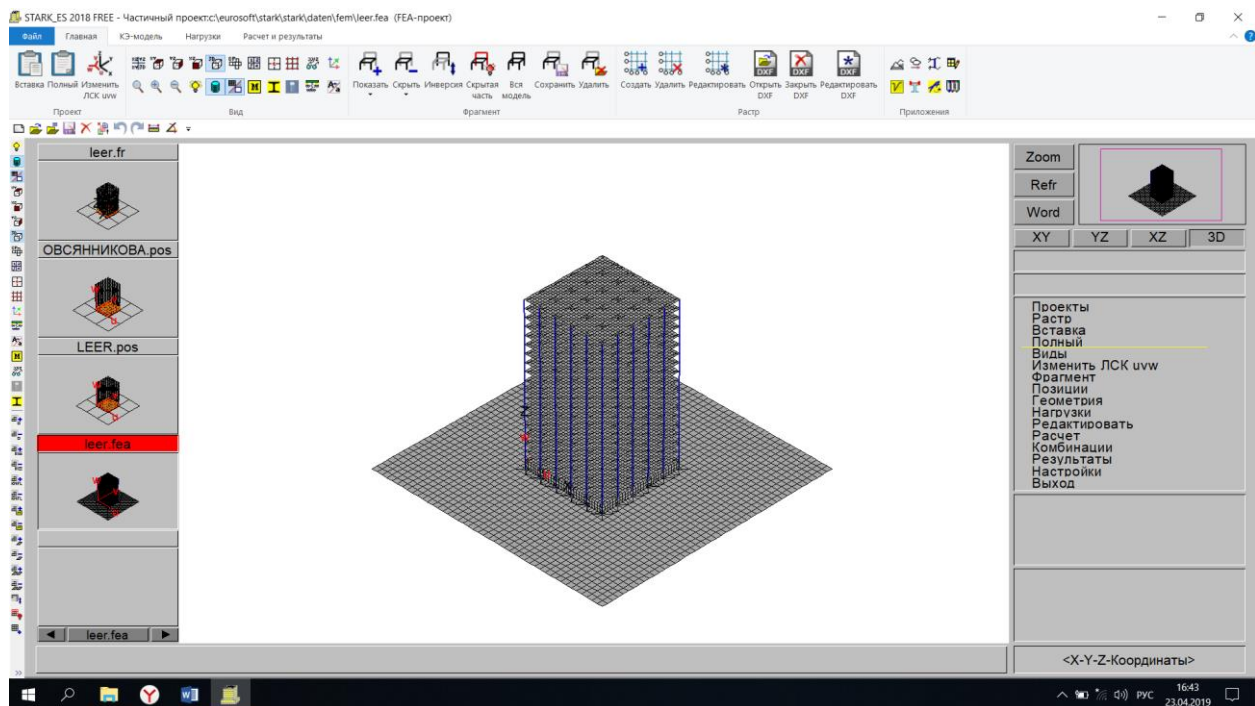 STARK_ES 2018 FREE - Частичный проект:c:\eurosoft\stark\stark\daten\fem\leer.fea (FEA-проект)
Файл Главная КЭ-модель Нагрузки Расчет и результаты
Вставка Полный Изменить ЛСК uvw
Показать Скрыть Инверсия Скрытая часть Вся модель Сохранить Удалить
Создать Удалить Редактировать Открыть DXF Закрыть DXF Редактировать DXF
Проект Вид Фрагмент Растр Приложения
leer.fr
ОВСЯННИКОВА.pos
LEER.pos
leer.fea
leer.fea
Z
Zoom
Refr
Word
XY YZ XZ 3D
Проекты
Растр
Вставка
Полный
Виды
Изменить ЛСК uvw
Фрагмент
Позиции
Геометрия
Нагрузки
Редактировать
Расчет
Комбинации
Результаты
Настройки
Выход
<X-Y-Z-Координаты>
РУС
16:43
23.04.2019